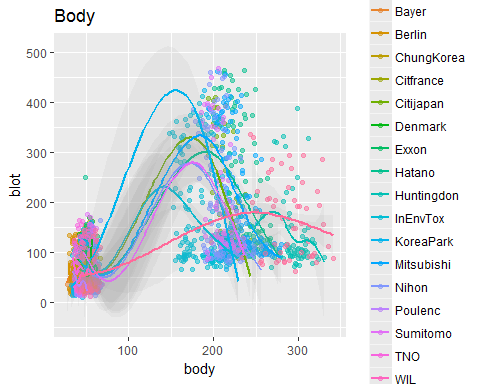 Body
500
400
300
200
100
0
blot
100
200
300
body
Bayer
Berlin
ChungKorea
Citfrance
Citijapan
Denmark
Exxon
Hatano
Huntingdon
InEnvTox
KoreaPark
Mitsubishi
Nihon
Poulenc
Sumitomo
TNO
WIL